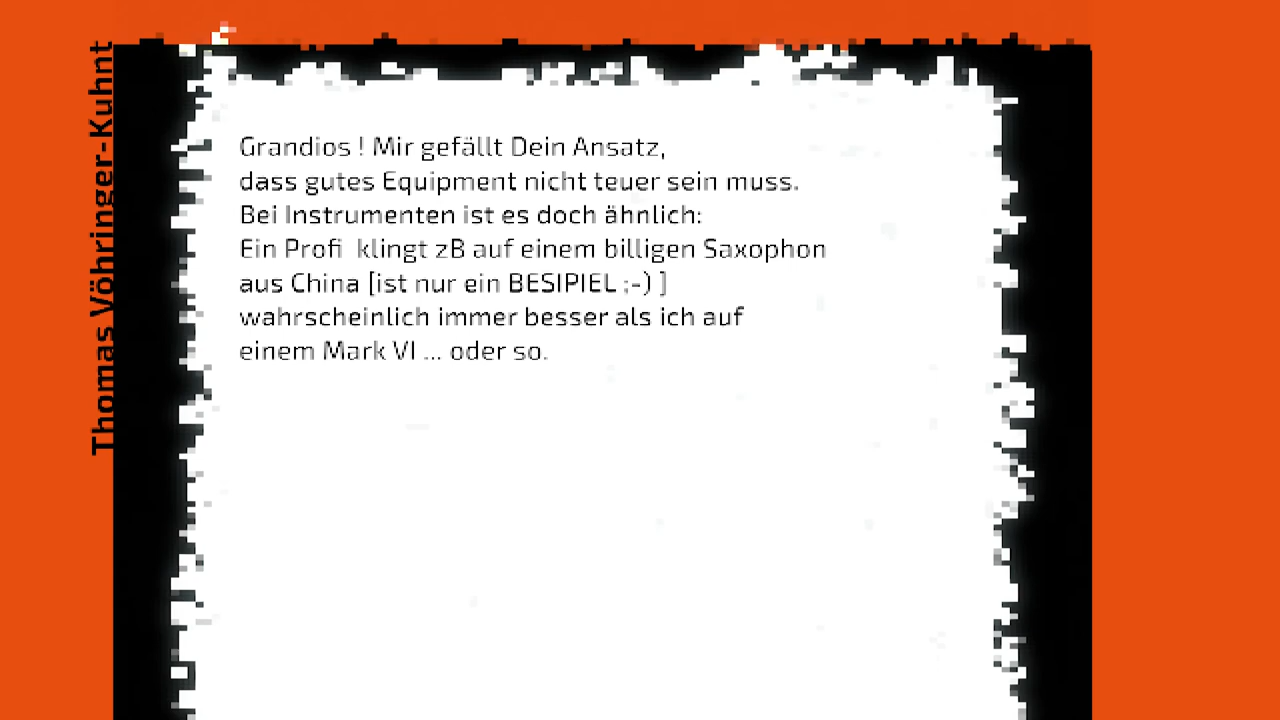 Thomas Vöhringer-Kuhnt
Grandios ! Mir gefällt Dein Ansatz,
dass gutes Equipment nicht teuer sein muss.
Bei Instrumenten ist es doch ähnlich:
Ein Profi  klingt zB auf einem billigen Saxophon
aus China [ist nur ein BESIPIEL ;-) ]
wahrscheinlich immer besser als ich auf
einem Mark VI ... oder so.